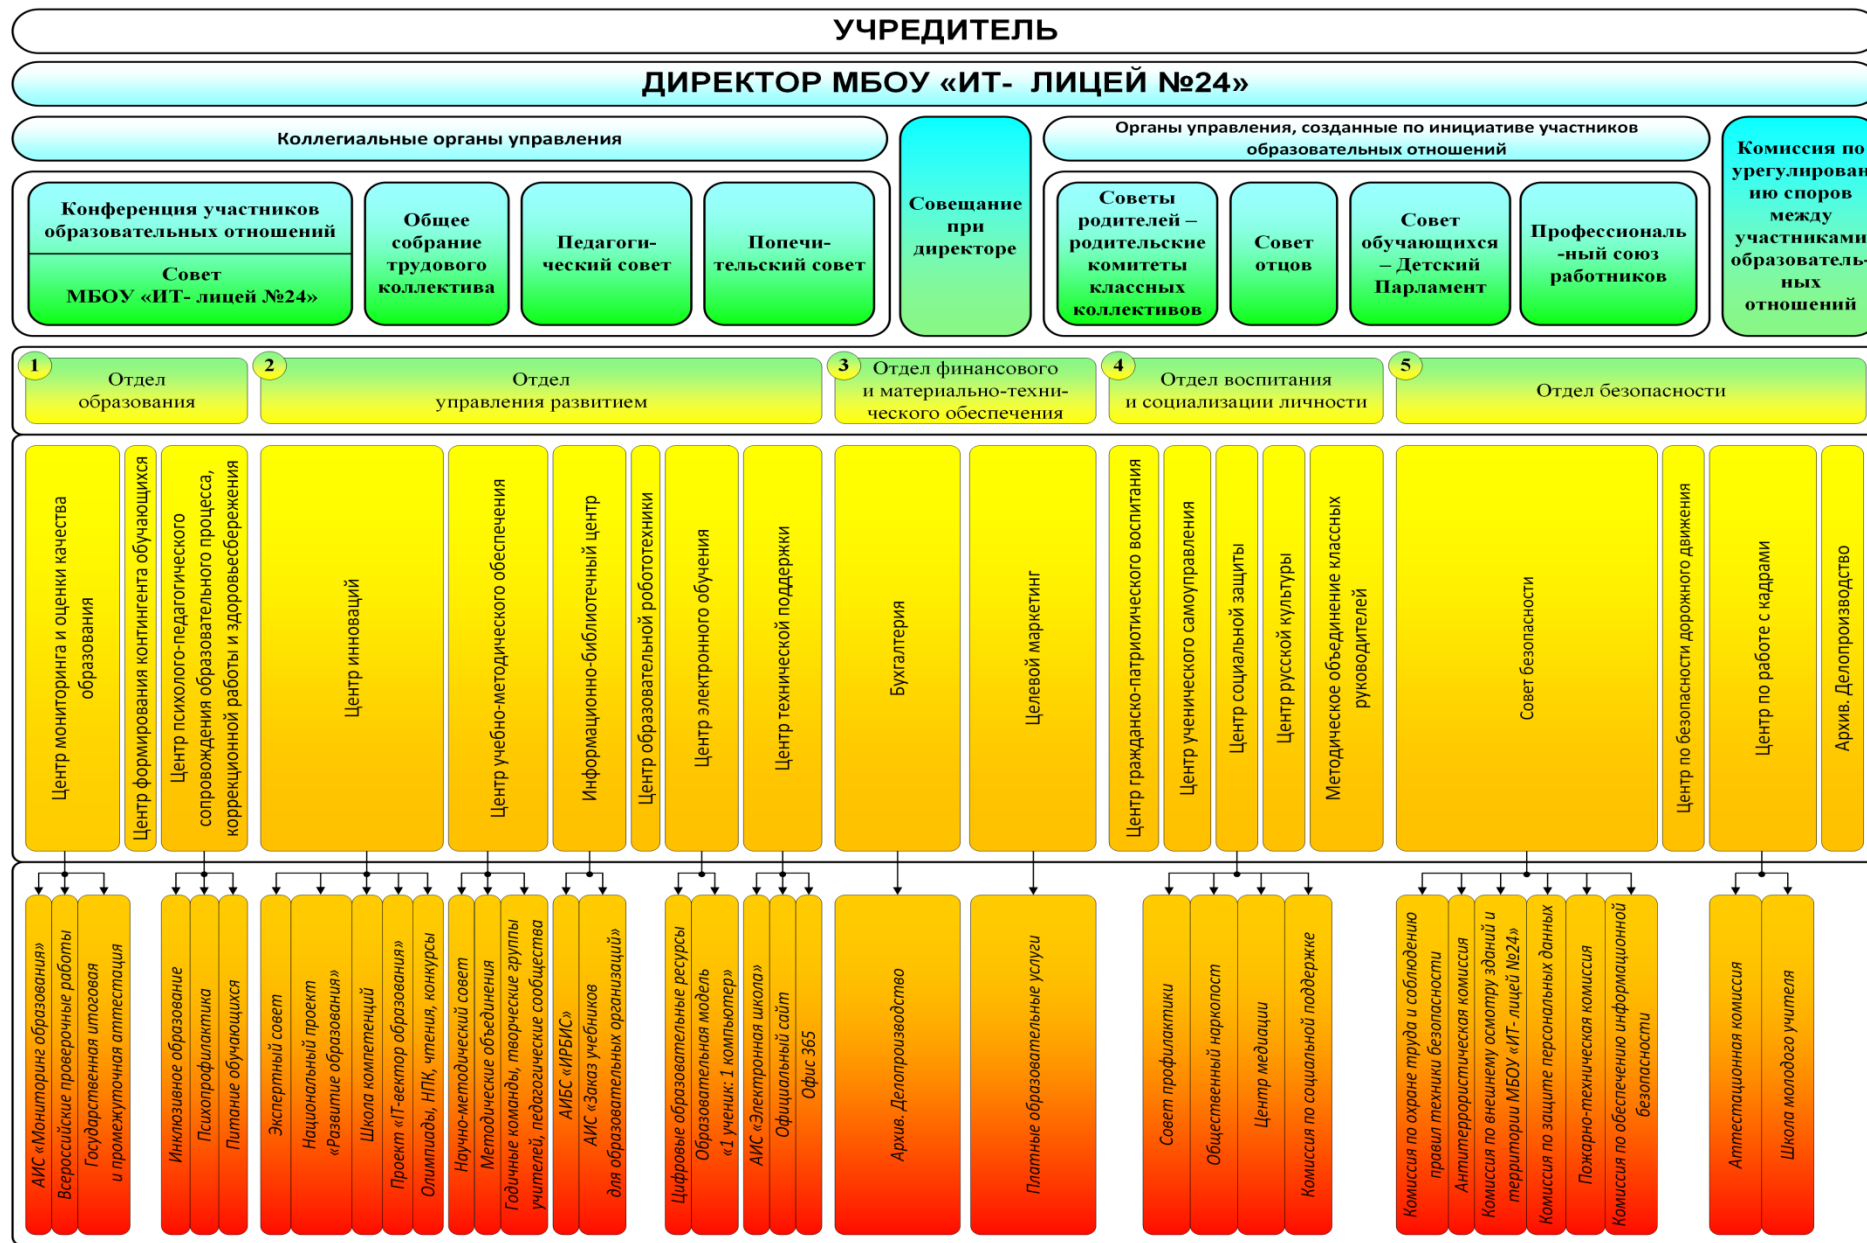 УЧРЕДИТЕЛЬ
ДИРЕКТОР МБОУ «ИТ- ЛИЦЕЙ №24»
Коллегиальные органы управления
Конференция участников
образовательных отношений
Совет
МБОУ «ИТ- лицей №24»
Общее
собрание
трудового
коллектива
Педагоги-
ческий совет
Попечи-
тельский совет
Совещание
при
директоре
Органы управления, созданные по инициативе участников
образовательных отношений
Советы
родителей –
родительские
комитеты
классных
коллективов
Совет
отцов
Совет
обучающихся
– Детский
Парламент
Профессиональ
-ный союз
работников
Комиссия по
урегулирован
ию споров
между
участниками
образователь-
ных
отношений
1
Отдел
образования
2
Отдел
управления развитием
3
Отдел финансового
и материально-техни-
ческого обеспечения
4
Отдел воспитания
и социализации личности
5
Отдел безопасности
Центр мониторинга и оценки качества
образования
Центр формирования контингента обучающихся
Центр психолого-педагогического
сопровождения образовательного процесса,
коррекционной работы и здоровьесбережения
Центр инноваций
Центр учебно-методического обеспечения
Информационно-библиотечный центр
Центр образовательной робототехники
Центр электронного обучения
Центр технической поддержки
Бухгалтерия
Целевой маркетинг
Центр гражданско-патриотического воспитания
Центр ученического самоуправления
Центр социальной защиты
Центр русской культуры
Методическое объединение классных
руководителей
Совет безопасности
Центр по безопасности дорожного движения
Центр по работе с кадрами
Архив. Делопроизводство
АИС «Мониторинг образования»
Всероссийские проверочные работы
Государственная итоговая
и промежуточная аттестация
Инклюзивное образование
Психопрофилактика
Питание обучающихся
Экспертный совет
Национальный проект
«Развитие образования»
Школа компетенций
Проект «IT-вектор образования»
Олимпиады, НПК, чтения, конкурсы
Научно-методический совет
Методические объединения
Годичные команды, творческие группы
учителей, педагогические сообщества
АИБС «ИРБИС»
АИС «Заказ учебников
для образовательных организаций»
Цифровые образовательные ресурсы
Образовательная модель
«1 ученик: 1 компьютер»
АИС «Электронная школа»
Официальный сайт
Офис 365
Архив. Делопроизводство
Платные образовательные услуги
Совет профилактики
Общественный наркопост
Центр медиации
Комиссия по социальной поддержке
Комиссия по охране труда и соблюдению
правил техники безопасности
Антитеррористическая комиссия
Комиссия по внешнему осмотру зданий и
территории МБОУ «ИТ- лицей №24»
Комиссия по защите персональных данных
Пожарно-техническая комиссия
Комиссия по обеспечению информационной
безопасности
Аттестационная комиссия
Школа молодого учителя